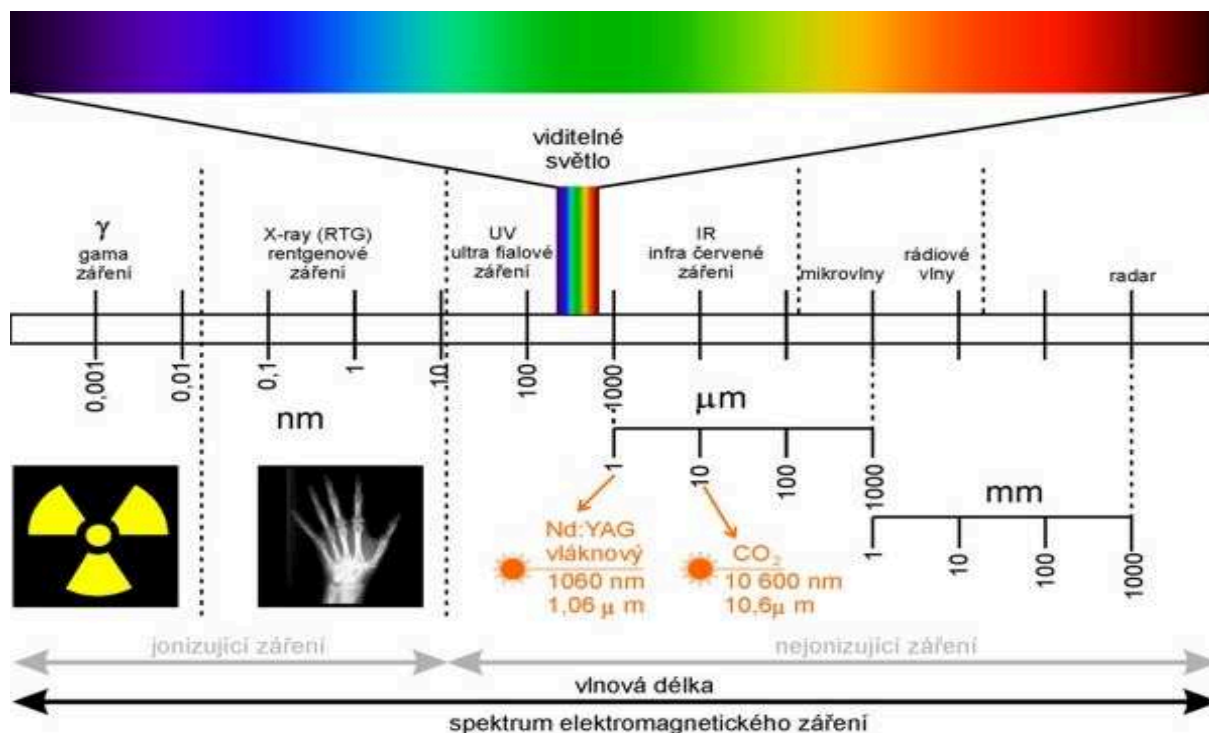 viditelné
světlo
γ
gama
záření
X-ray (RTG)
rentgenové
záření
UV
ultra fialové
záření
IR
infra červené
záření
mikrovlny
rádiové
vlny
radar
0,001
0,01
0,1
1
10
100
1000
nm
μm
1
10
100
1000
mm
1
10
100
1000
Nd:YAG
vláknový
1060 nm
1,06 μ m
CO₂
10 600 nm
10,6μ m
jonizující záření
nejonizující záření
vlnová délka
spektrum elektromagnetického záření